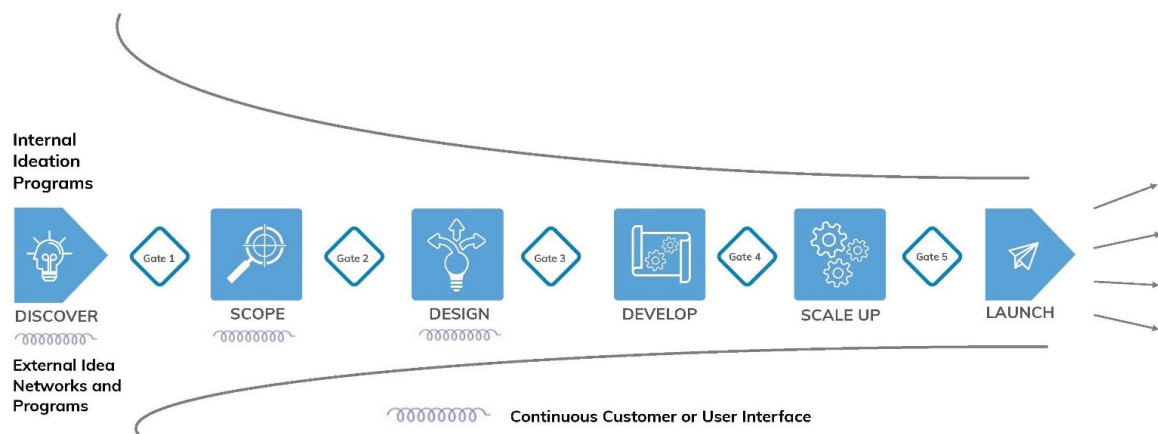 Internal
Ideation
Programs
Gate 1
Gate 2
Gate 3
Gate 4
Gate 5
DISCOVER
SCOPE
DESIGN
DEVELOP
SCALE UP
LAUNCH
External Idea
Networks and
Programs
Continuous Customer or User Interface